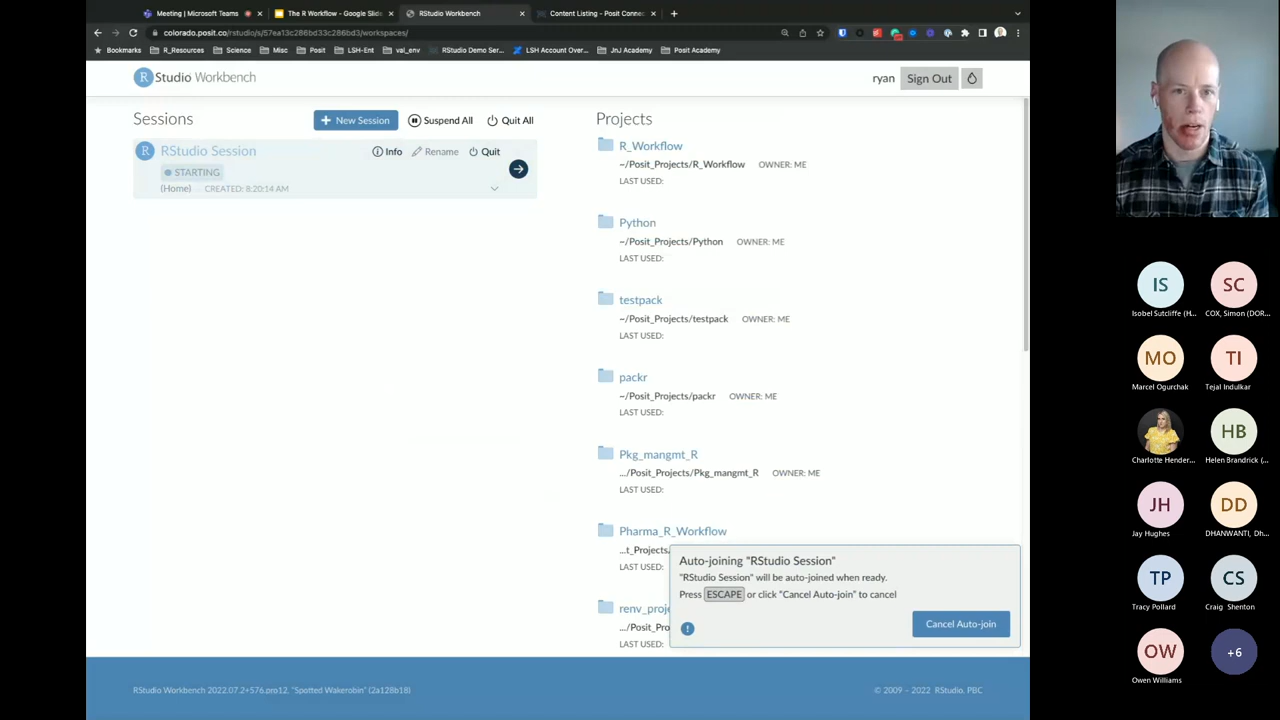 Meeting | Microsoft Teams
The R Workflow - Google Slide
RStudio Workbench
Content Listing - Posit Connec
colorado.posit.co/rstudio/s/57ea13c286bd33c286bd3/workspaces/
Bookmarks
R_Resources
Science
Misc
Posit
LSH-Ent
val_env
RStudio Demo Ser...
LSH Account Over...
JnJ Academy
Posit Academy
R Studio Workbench
ryan
Sign Out
Sessions
New Session
Suspend All
Quit All
R RStudio Session
Info
Rename
Quit
STARTING
(Home) CREATED: 8:20:14 AM
Projects
R_Workflow
~/Posit_Projects/R_Workflow OWNER: ME
LAST USED:
Python
~/Posit_Projects/Python OWNER: ME
LAST USED:
testpack
~/Posit_Projects/testpack OWNER: ME
LAST USED:
packr
~/Posit_Projects/packr OWNER: ME
LAST USED:
Pkg_mangmt_R
.../Posit_Projects/Pkg_mangmt_R OWNER: ME
LAST USED:
Pharma_R_Workflow
...t_Projects/
LAST USED:
renv_proje
~/Posit_Pro
LAST USED:
Auto-joining "RStudio Session"
"RStudio Session" will be auto-joined when ready.
Press ESCAPE or click "Cancel Auto-join" to cancel
Cancel Auto-join
RStudio Workbench 2022.07.2+576.pro12, "Spotted Wakerobin" (2a128b18)
© 2009 – 2022 RStudio, PBC
IS
Isobel Sutcliffe (H...
SC
COX, Simon (DOR...
MO
Marcel Ogurchak
TI
Tejal Indulkar
Charlotte Hender...
HB
Helen Brandrick (...
JH
Jay Hughes
DD
DHANWANTI, Dh...
TP
Tracy Pollard
CS
Craig Shenton
OW
Owen Williams
+6